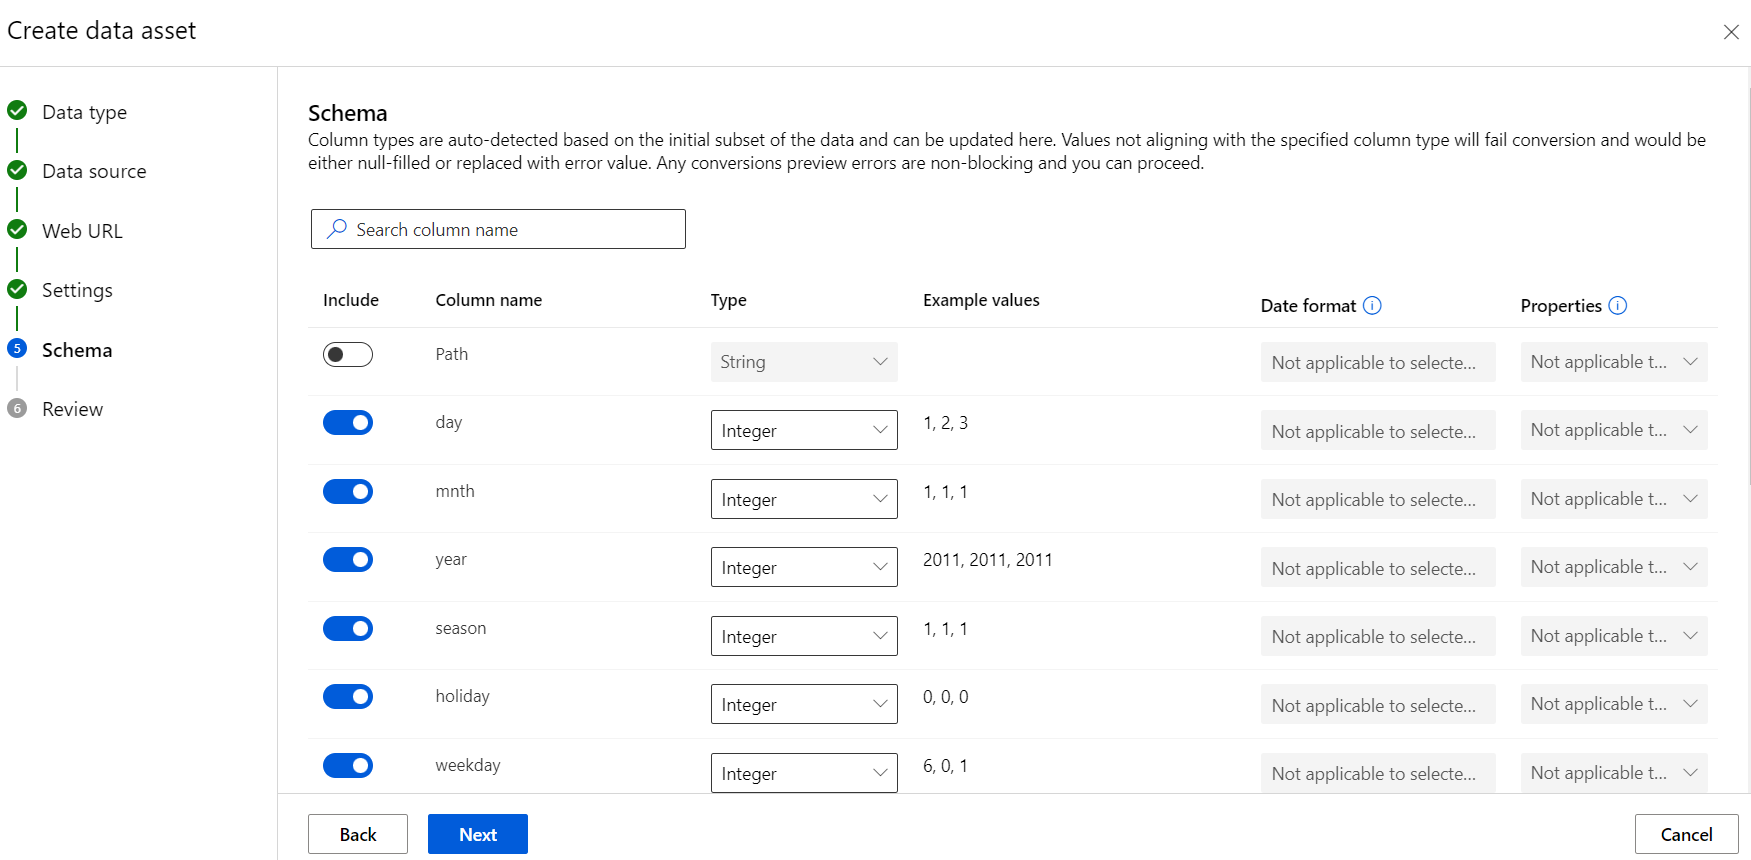 Create data asset
Data type
Data source
Web URL
Settings
5 Schema
6 Review
Schema
Column types are auto-detected based on the initial subset of the data and can be updated here. Values not aligning with the specified column type will fail conversion and would be
either null-filled or replaced with error value. Any conversions preview errors are non-blocking and you can proceed.
Search column name
Include Column name Type Example values Date format Properties
Path String Not applicable to selecte... Not applicable t...
day Integer 1, 2, 3 Not applicable to selecte... Not applicable t...
mnth Integer 1, 1, 1 Not applicable to selecte... Not applicable t...
year Integer 2011, 2011, 2011 Not applicable to selecte... Not applicable t...
season Integer 1, 1, 1 Not applicable to selecte... Not applicable t...
holiday Integer 0, 0, 0 Not applicable to selecte... Not applicable t...
weekday Integer 6, 0, 1 Not applicable to selecte... Not applicable t...
Back Next Cancel